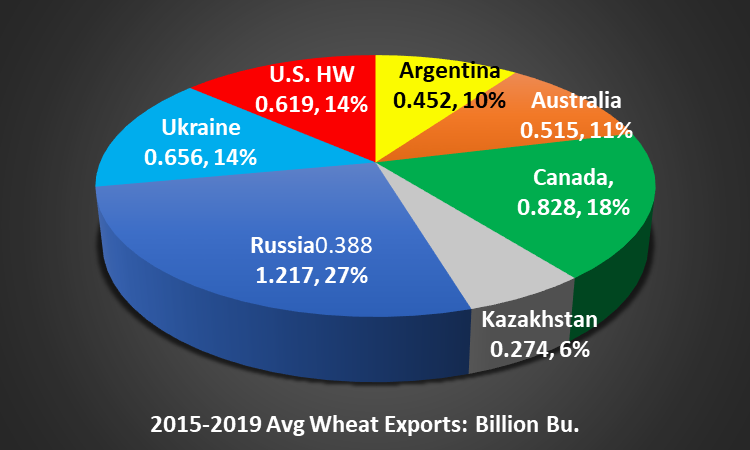 U.S. HW
0.619, 14%
Argentina
0.452, 10%
Australia
0.515, 11%
Ukraine
0.656, 14%
Canada,
0.828, 18%
Russia0.388
1.217, 27%
Kazakhstan
0.274, 6%
2015-2019 Avg Wheat Exports: Billion Bu.